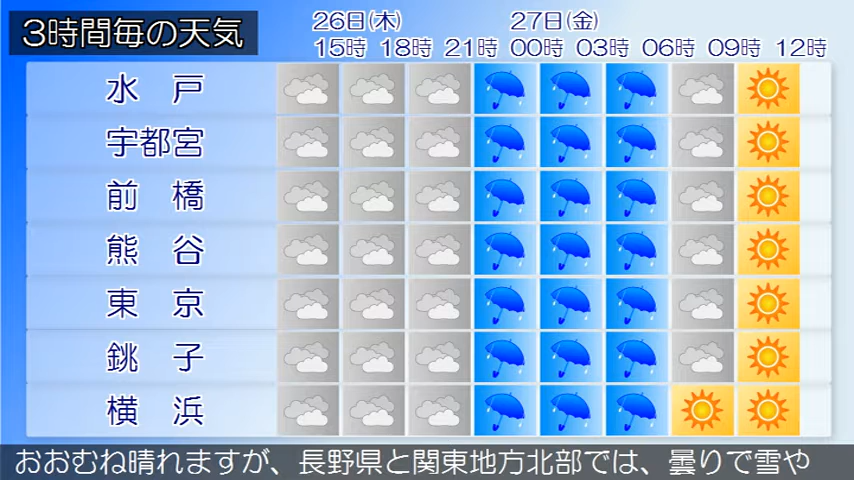 3時間毎の天気
26日(木) 27日(金)
15時 18時 21時 00時 03時 06時 09時 12時
水戸
宇都宮
前橋
熊谷
東京
銚子
横浜
おおむね晴れますが、長野県と関東地方北部では、曇りで雪や